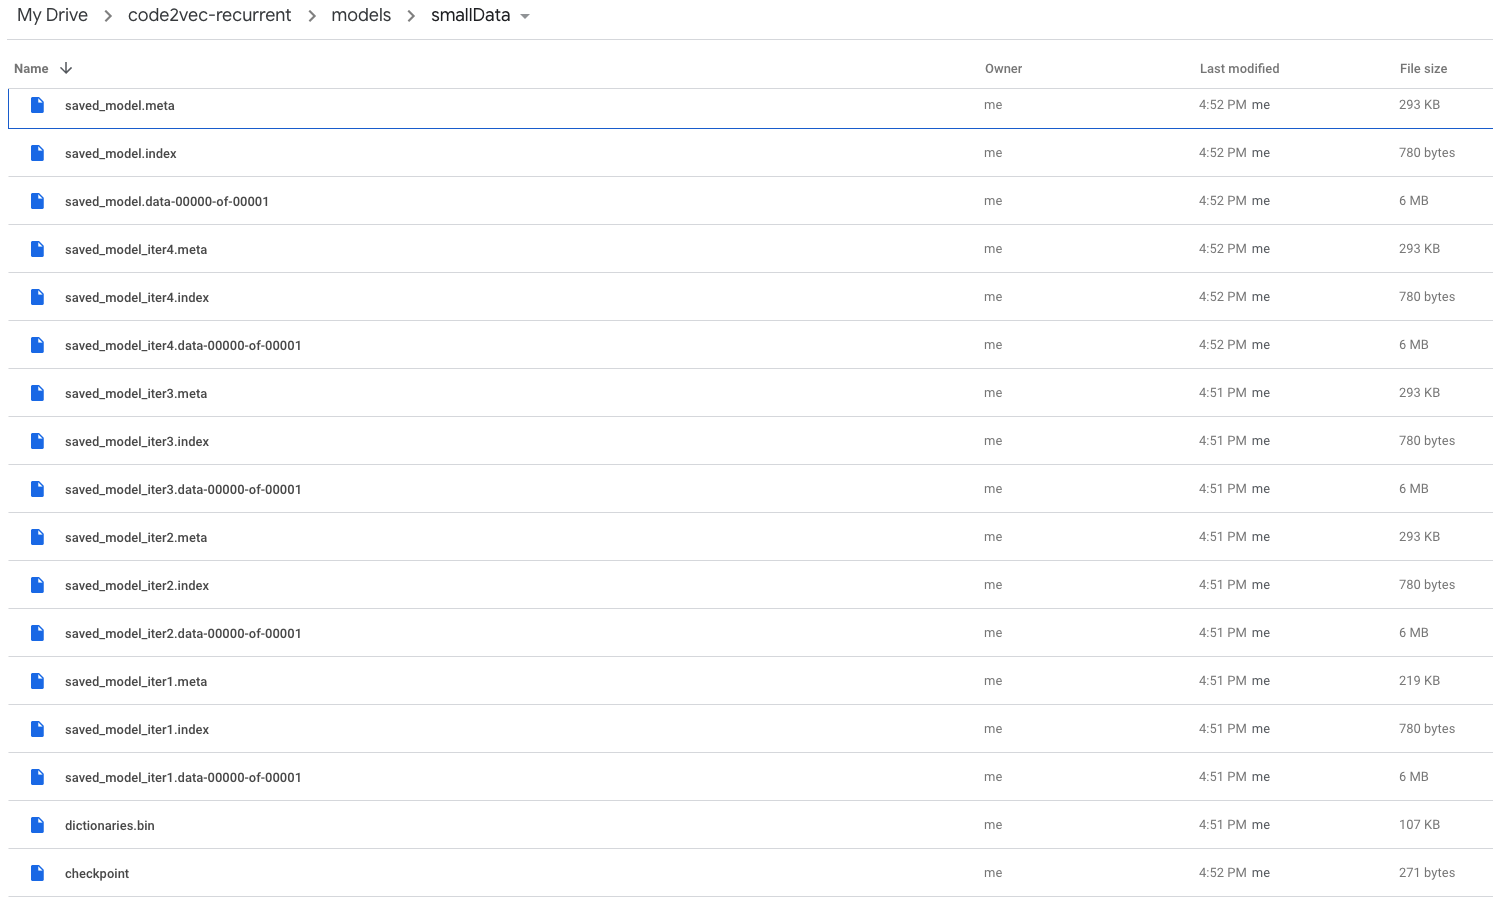 My Drive > code2vec-recurrent > models > smallData
Name Owner Last modified File size
saved_model.meta me 4:52 PM me 293 KB
saved_model.index me 4:52 PM me 780 bytes
saved_model.data-00000-of-00001 me 4:52 PM me 6 MB
saved_model_iter4.meta me 4:52 PM me 293 KB
saved_model_iter4.index me 4:52 PM me 780 bytes
saved_model_iter4.data-00000-of-00001 me 4:52 PM me 6 MB
saved_model_iter3.meta me 4:51 PM me 293 KB
saved_model_iter3.index me 4:51 PM me 780 bytes
saved_model_iter3.data-00000-of-00001 me 4:51 PM me 6 MB
saved_model_iter2.meta me 4:51 PM me 293 KB
saved_model_iter2.index me 4:51 PM me 780 bytes
saved_model_iter2.data-00000-of-00001 me 4:51 PM me 6 MB
saved_model_iter1.meta me 4:51 PM me 219 KB
saved_model_iter1.index me 4:51 PM me 780 bytes
saved_model_iter1.data-00000-of-00001 me 4:51 PM me 6 MB
dictionaries.bin me 4:51 PM me 107 KB
checkpoint me 4:52 PM me 271 bytes